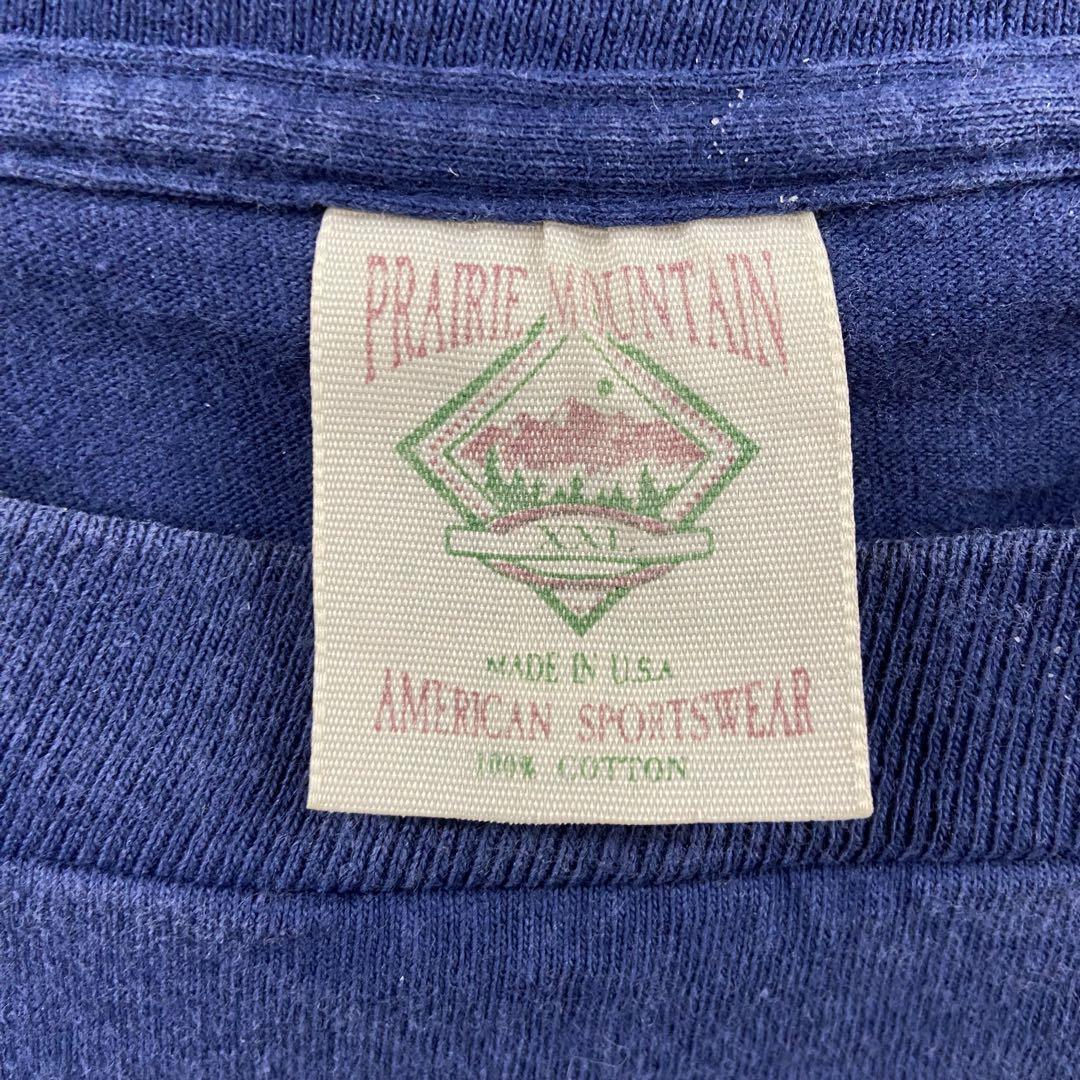 PRAIRIE MOUNTAIN
XXL
MADE IN U.S.A
AMERICAN SPORTSWEAR
100% COTTON